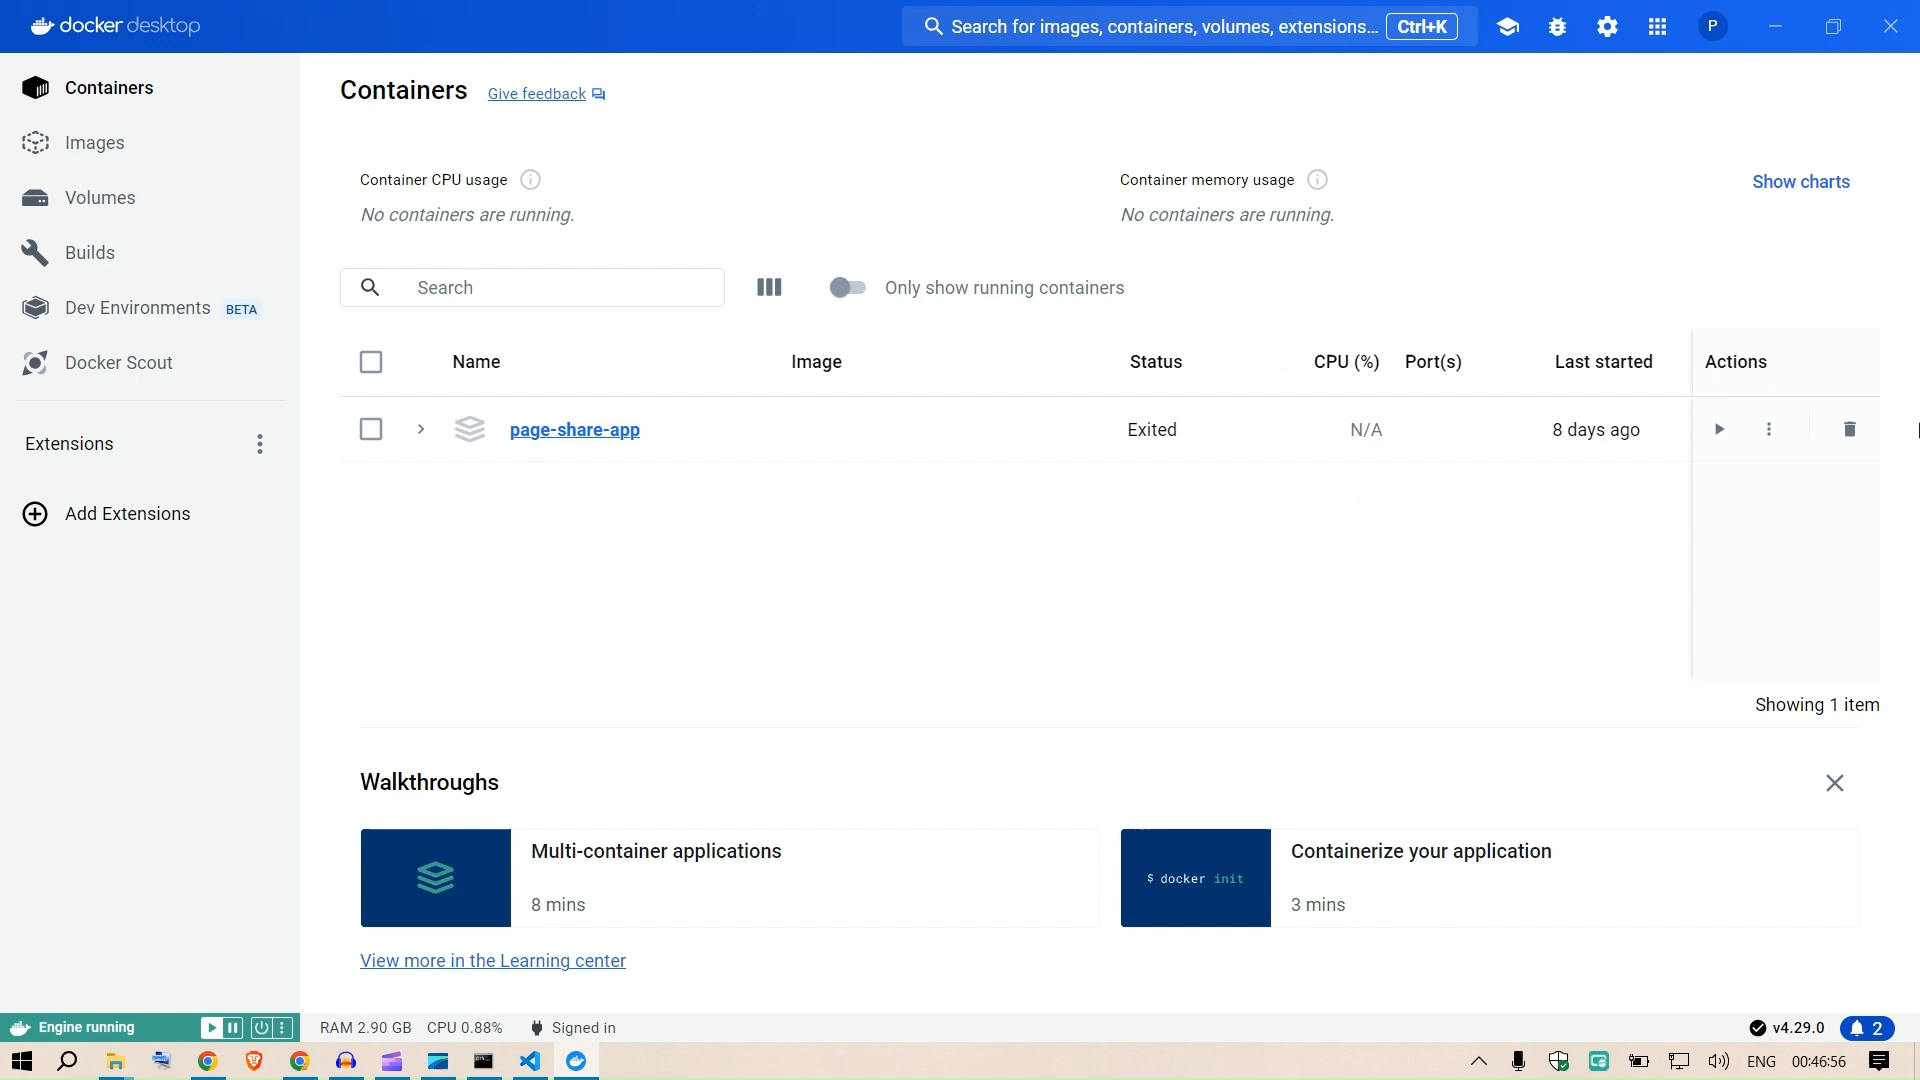 docker desktop
Search for images, containers, volumes, extensions... Ctrl+K
P
Containers
Images
Volumes
Builds
Dev Environments BETA
Docker Scout
Extensions
Add Extensions
Containers Give feedback
Container CPU usage
No containers are running.
Container memory usage
No containers are running.
Show charts
Search
Only show running containers
Name Image Status CPU (%) Port(s) Last started Actions
page-share-app Exited N/A 8 days ago
Showing 1 item
Walkthroughs
Multi-container applications
8 mins
$ docker init
Containerize your application
3 mins
View more in the Learning center
Engine running
RAM 2.90 GB CPU 0.88% Signed in
v4.29.0
2
ENG 00:46:56